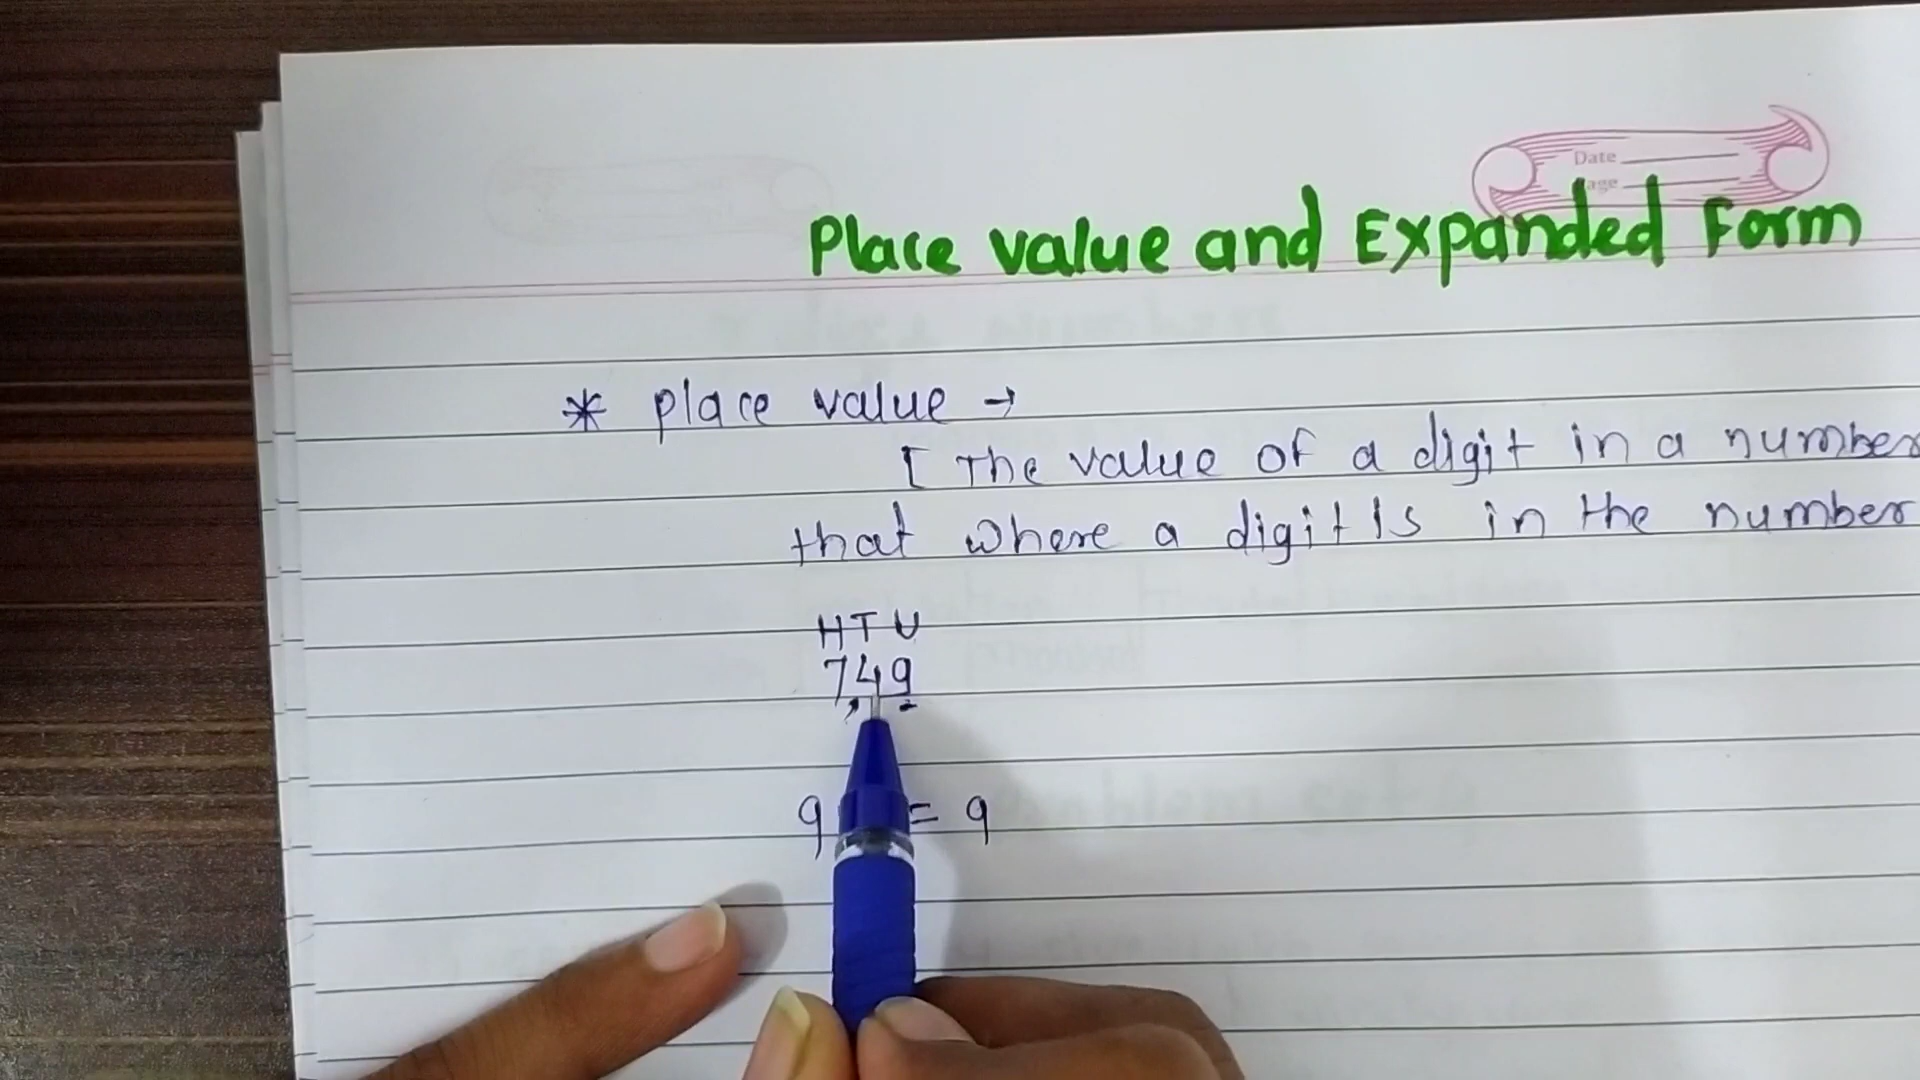 Date
age
Place value and Expanded Form
* place value →
[ The value of a digit in a number
that where a digit is in the number
H T U
749
9 = 9